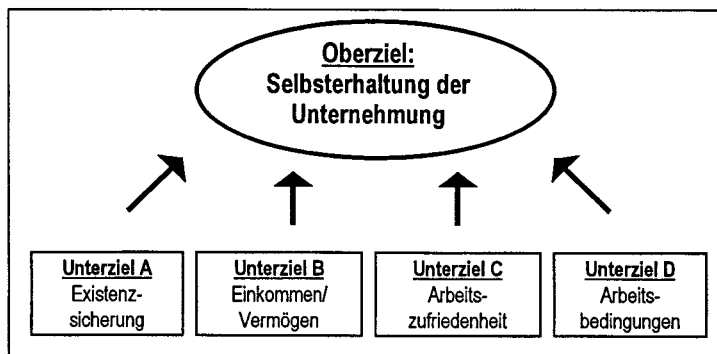 Oberziel:
Selbsterhaltung der
Unternehmung
Unterziel A
Existenz-
sicherung
Unterziel B
Einkommen/
Vermögen
Unterziel C
Arbeits-
zufriedenheit
Unterziel D
Arbeits-
bedingungen